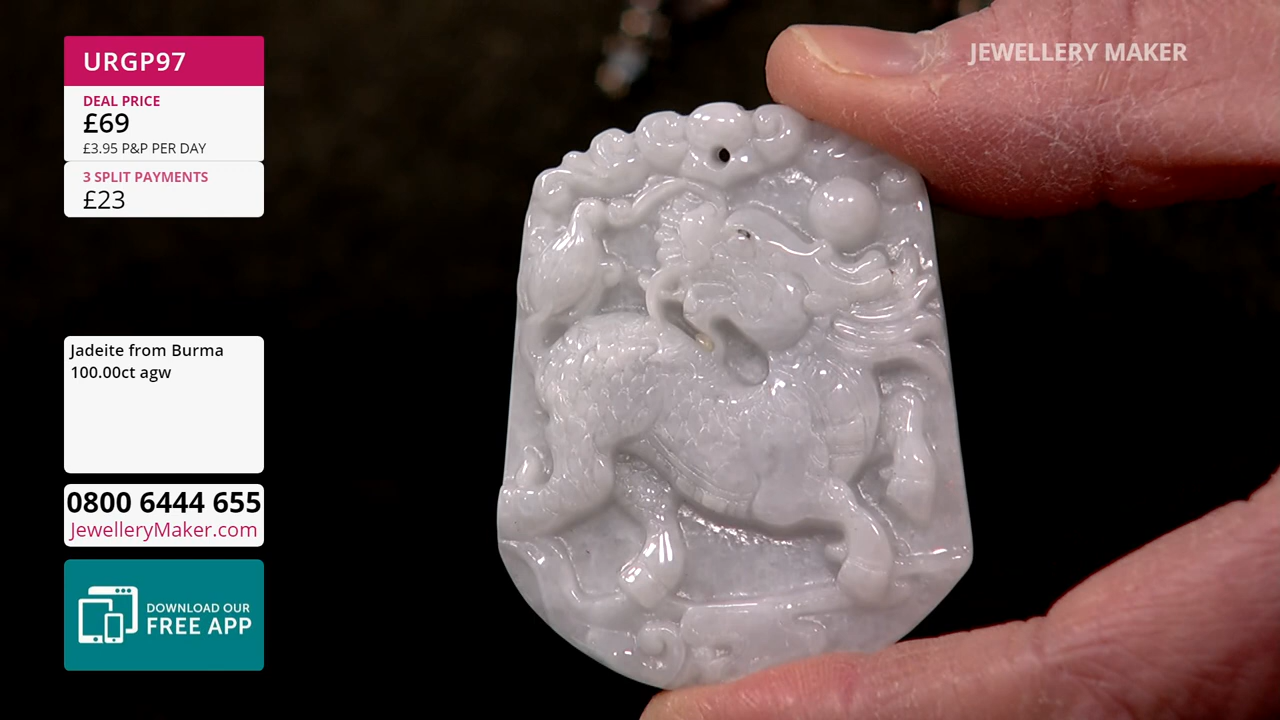 URGP97
DEAL PRICE
£69
£3.95 P&P PER DAY
3 SPLIT PAYMENTS
£23
Jadeite from Burma
100.00ct agw
0800 6444 655
JewelleryMaker.com
DOWNLOAD OUR
FREE APP
JEWELLERY MAKER